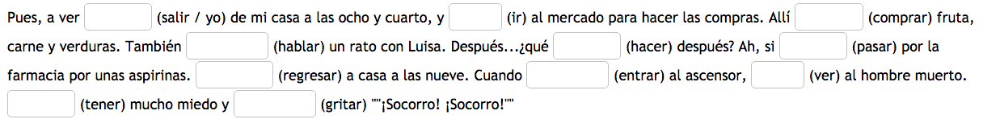 Pues, a ver (salir / yo) de mi casa a las ocho y cuarto, y (ir) al mercado para hacer las compras. Allí (comprar) fruta,
carne y verduras. También (hablar) un rato con Luisa. Después...¿qué (hacer) después? Ah, si (pasar) por la
farmacia por unas aspirinas. (regresar) a casa a las nueve. Cuando (entrar) al ascensor, (ver) al hombre muerto.
(tener) mucho miedo y (gritar) ""¡Socorro! ¡Socorro!""